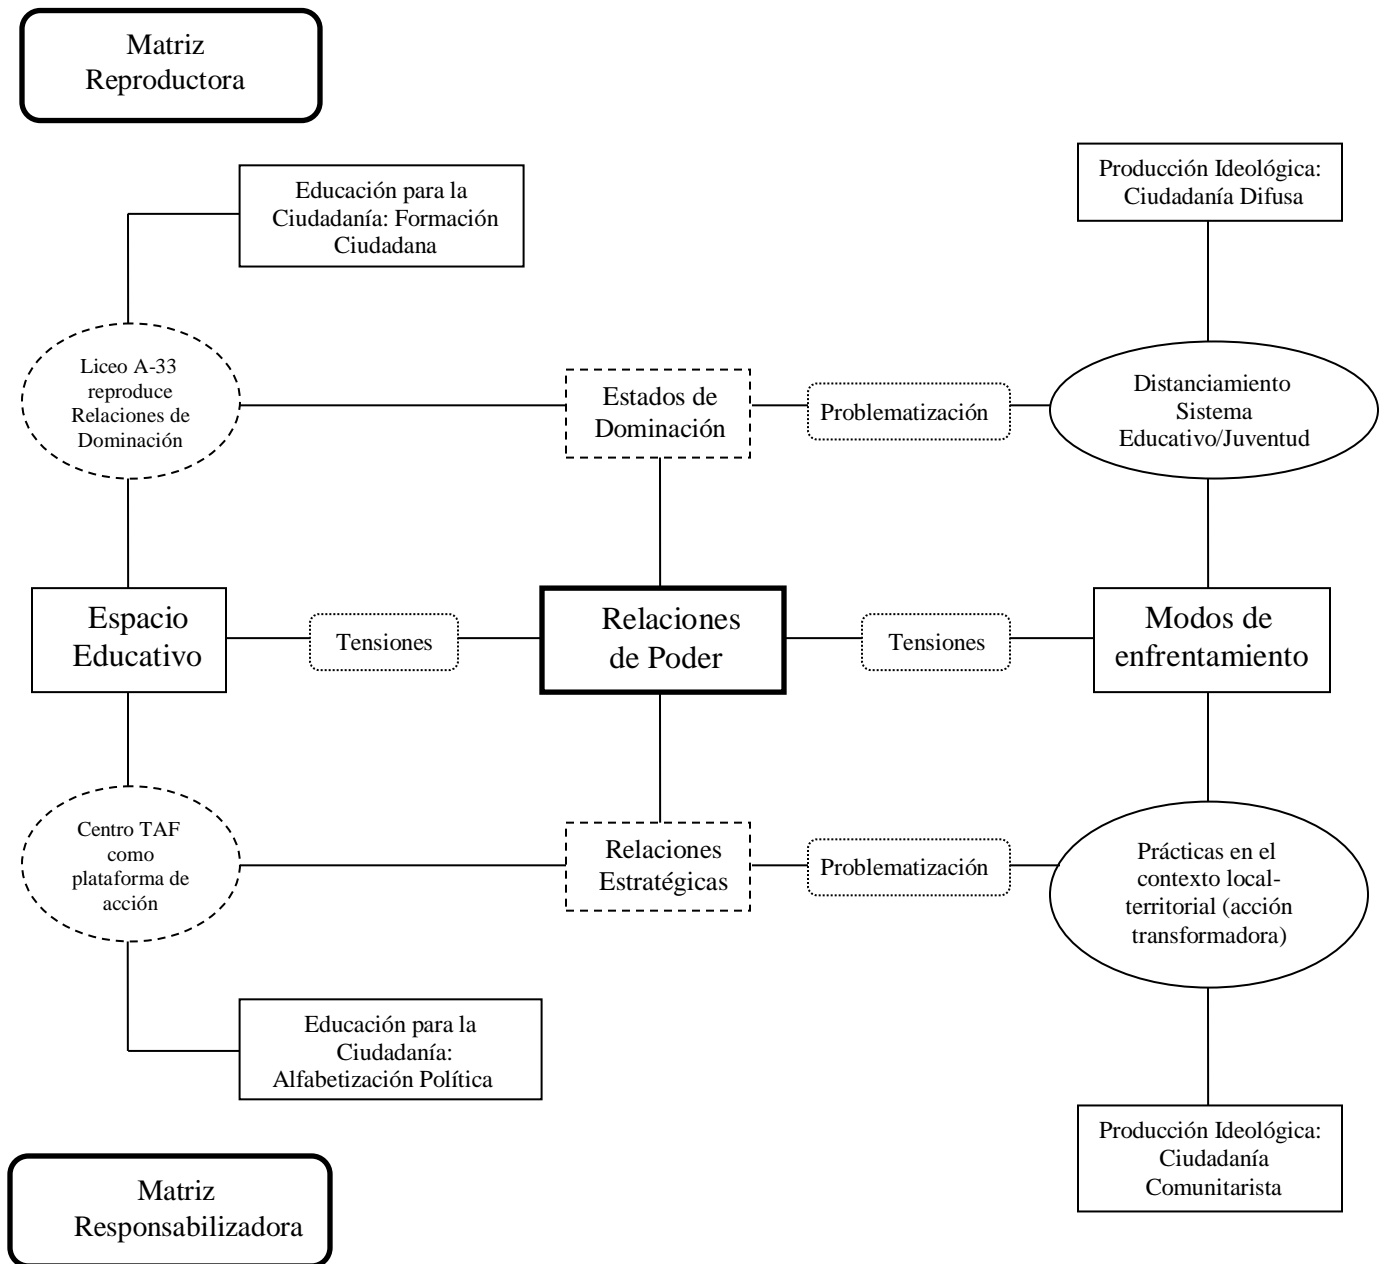 Matriz
Reproductora
Educación para la
Ciudadanía: Formación
Ciudadana
Producción Ideológica:
Ciudadanía Difusa
Liceo A-33
reproduce
Relaciones de
Dominación
Estados de
Dominación
Problematización
Distanciamiento
Sistema
Educativo/Juventud
Espacio
Educativo
Tensiones
Relaciones
de Poder
Tensiones
Modos de
enfrentamiento
Centro TAF
como
plataforma de
acción
Relaciones
Estratégicas
Problematización
Prácticas en el
contexto local-
territorial (acción
transformadora)
Educación para la
Ciudadanía:
Alfabetización Política
Producción Ideológica:
Ciudadanía
Comunitarista
Matriz
Responsabilizadora